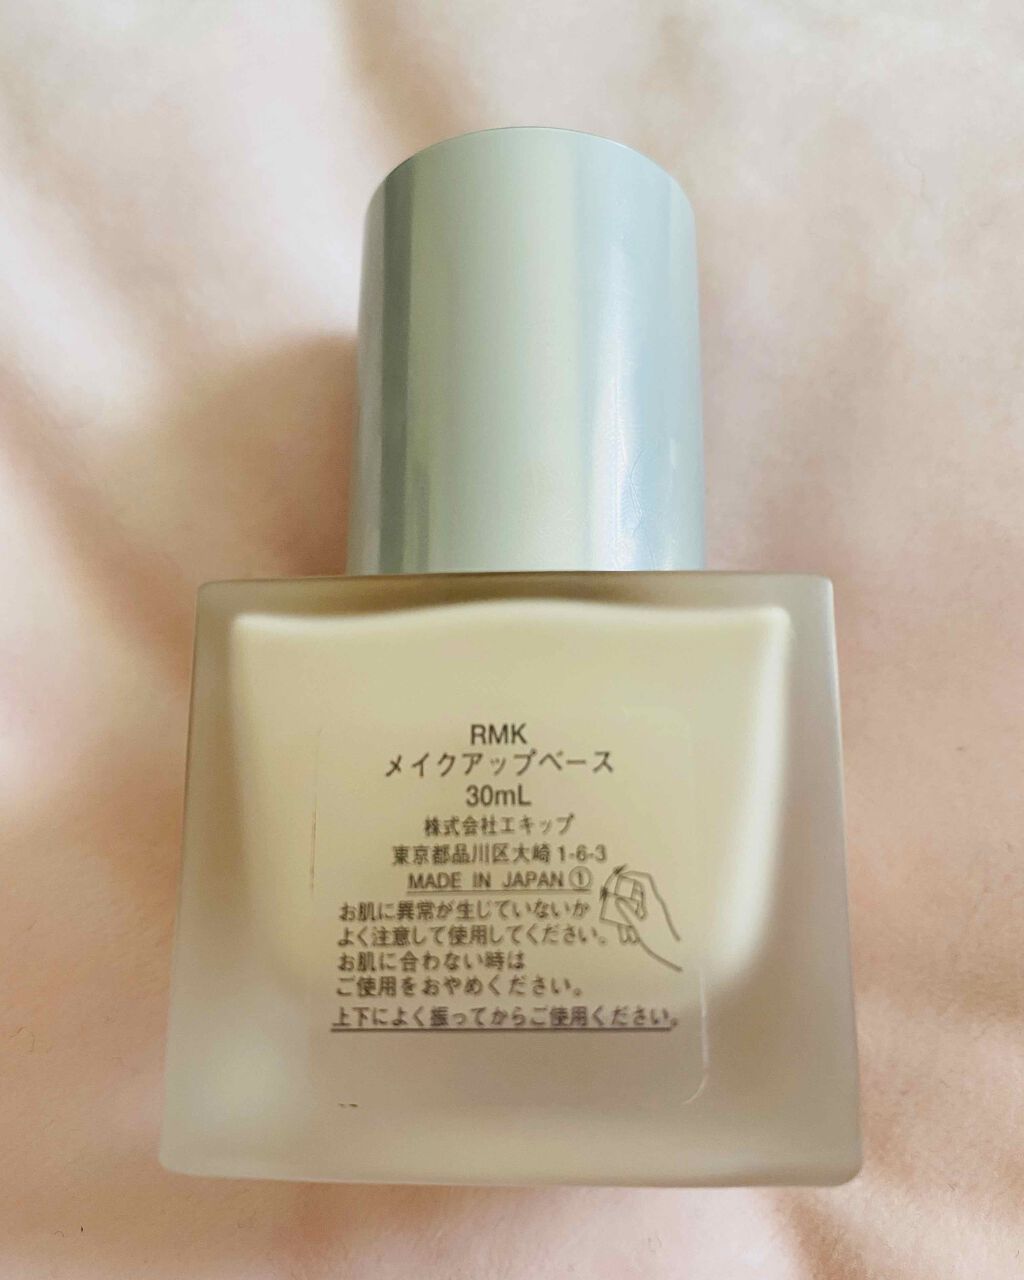 RMK
メイクアップベース
30mL
株式会社エキップ
東京都品川区大崎1-6-3
MADE IN JAPAN ①
お肌に異常が生じていないか
よく注意して使用してください。
お肌に合わない時は
ご使用をおやめください。
上下によく振ってからご使用ください。